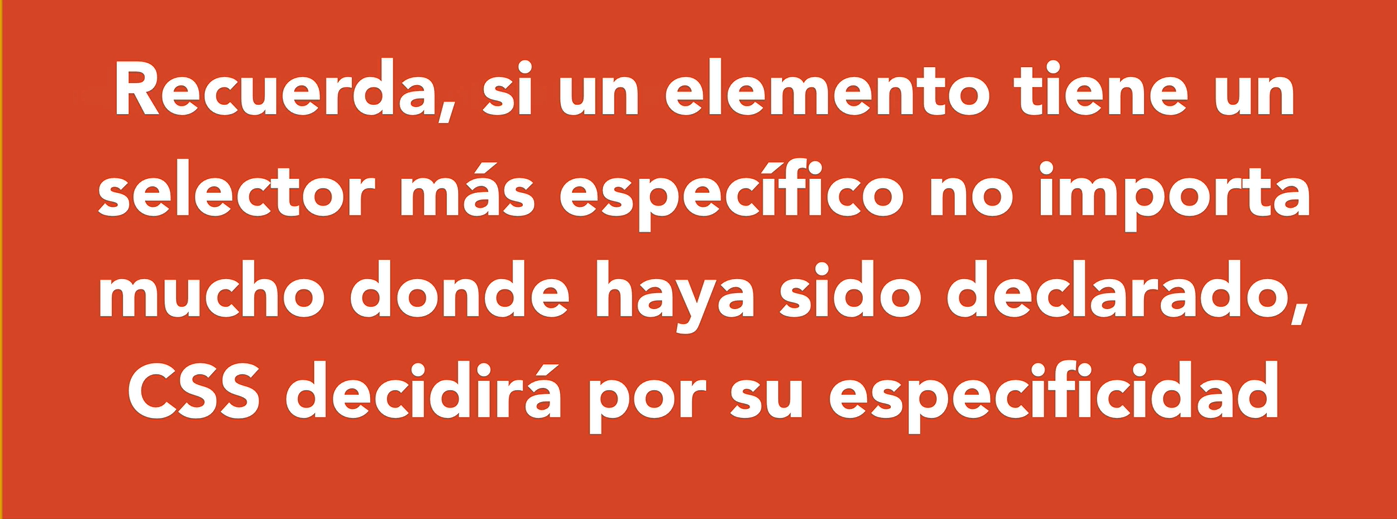 Recuerda, si un elemento tiene un
selector más específico no importa
mucho donde haya sido declarado,
CSS decidirá por su especificidad